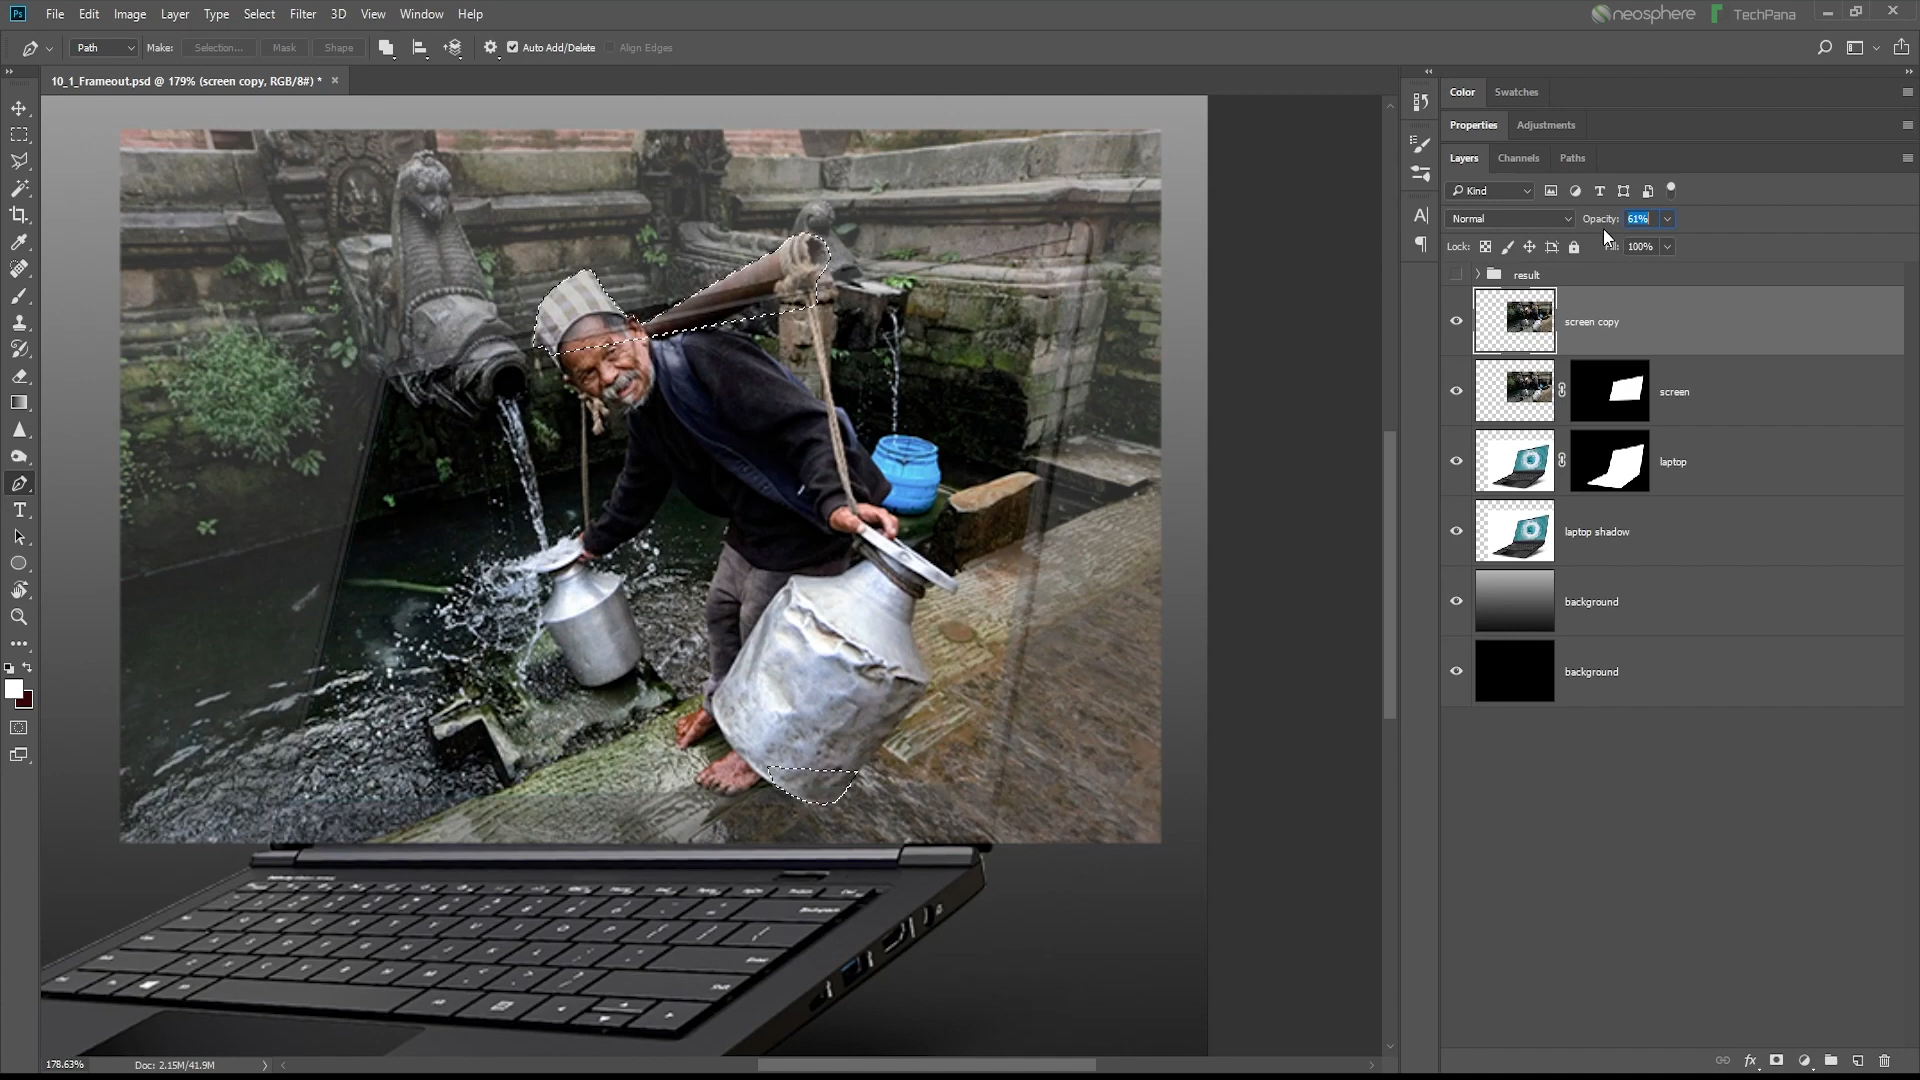 Ps File Edit Image Layer Type Select Filter 3D View Window Help
neosphere TechPana
Path Make: Selection... Mask Shape Auto Add/Delete Align Edges
10_1_Frameout.psd @ 179% (screen copy, RGB/8#) *
Color Swatches
Properties Adjustments
Layers Channels Paths
Kind
Normal Opacity: 61%
Lock: Fill: 100%
result
screen copy
screen
laptop
laptop shadow
background
background
178.63% Doc: 2.15M/41.9M